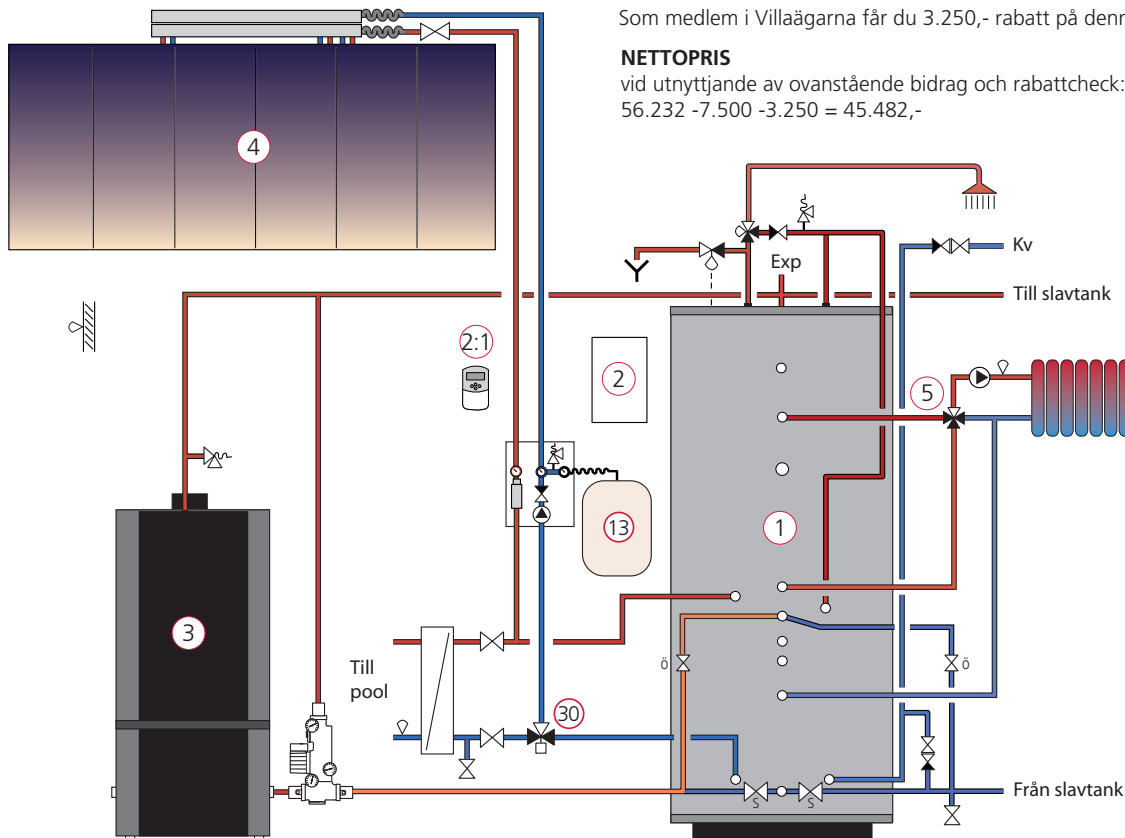 Som medlem i Villaägarna får du 3.250,- rabatt på
NETTOPRIS
vid utnyttjande av ovanstående bidrag och rabattcheck:
56.232 -7.500 -3.250 = 45.482,-
4
Kv
Exp
Till slavtank
2:1
2
5
13
1
3
Till
pool
ö
ö
30
S
S
Från slavtank